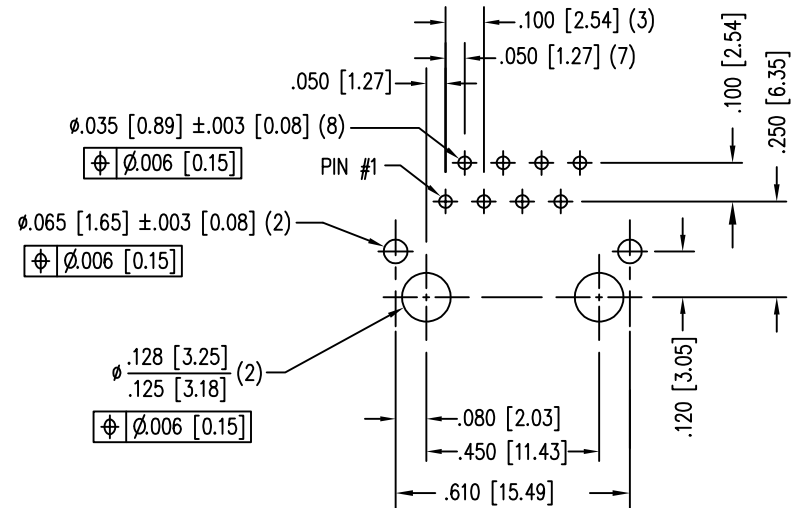 .100 [2.54] (3)
.050 [1.27] (7)
.050 [1.27]
.100 [2.54]
.250 [6.35]
ø.035 [0.89] ±.003 [0.08] (8)
⌖ Ø.006 [0.15]
PIN #1
ø.065 [1.65] ±.003 [0.08] (2)
⌖ Ø.006 [0.15]
ø .128 [3.25]
.125 [3.18] (2)
⌖ Ø.006 [0.15]
.120 [3.05]
.080 [2.03]
.450 [11.43]
.610 [15.49]